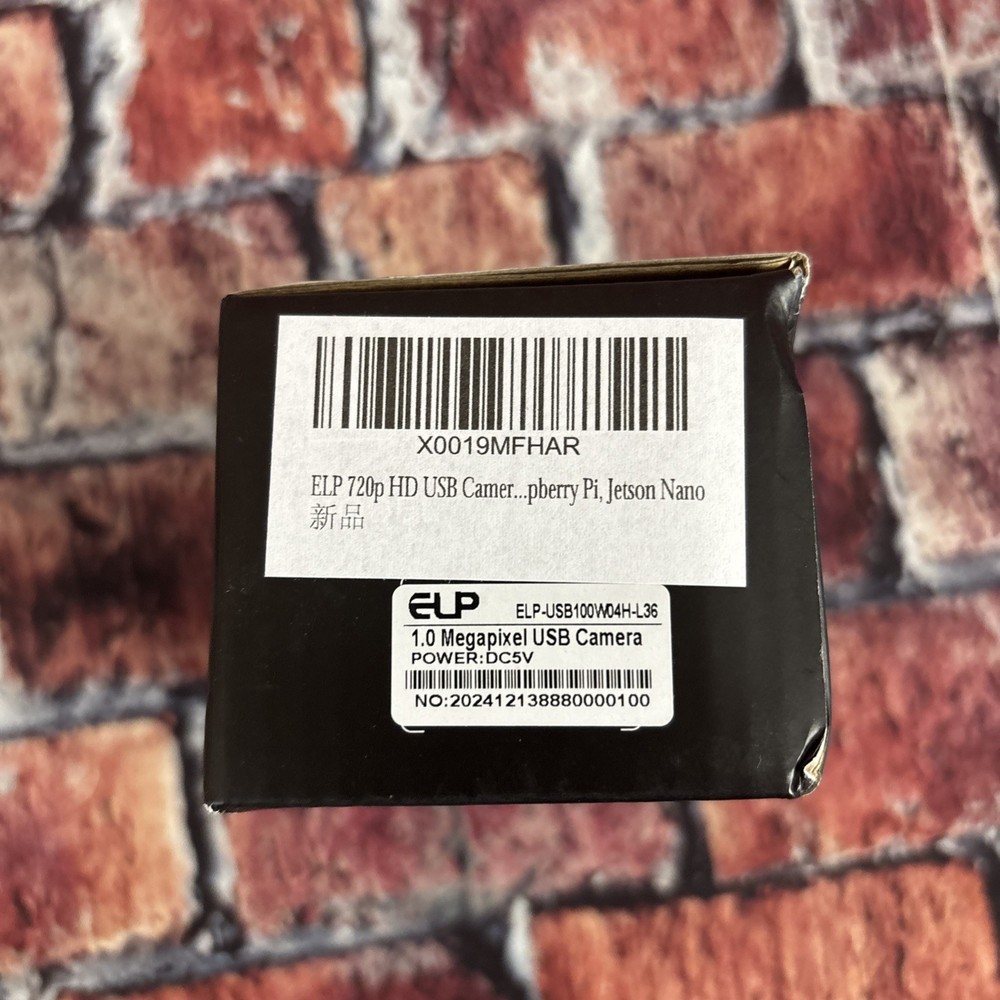 X0019MFHAR
ELP 720p HD USB Camer...pberry Pi, Jetson Nano
新品
ELP ELP-USB100W04H-L36
1.0 Megapixel USB Camera
POWER:DC5V
NO:202412138880000100